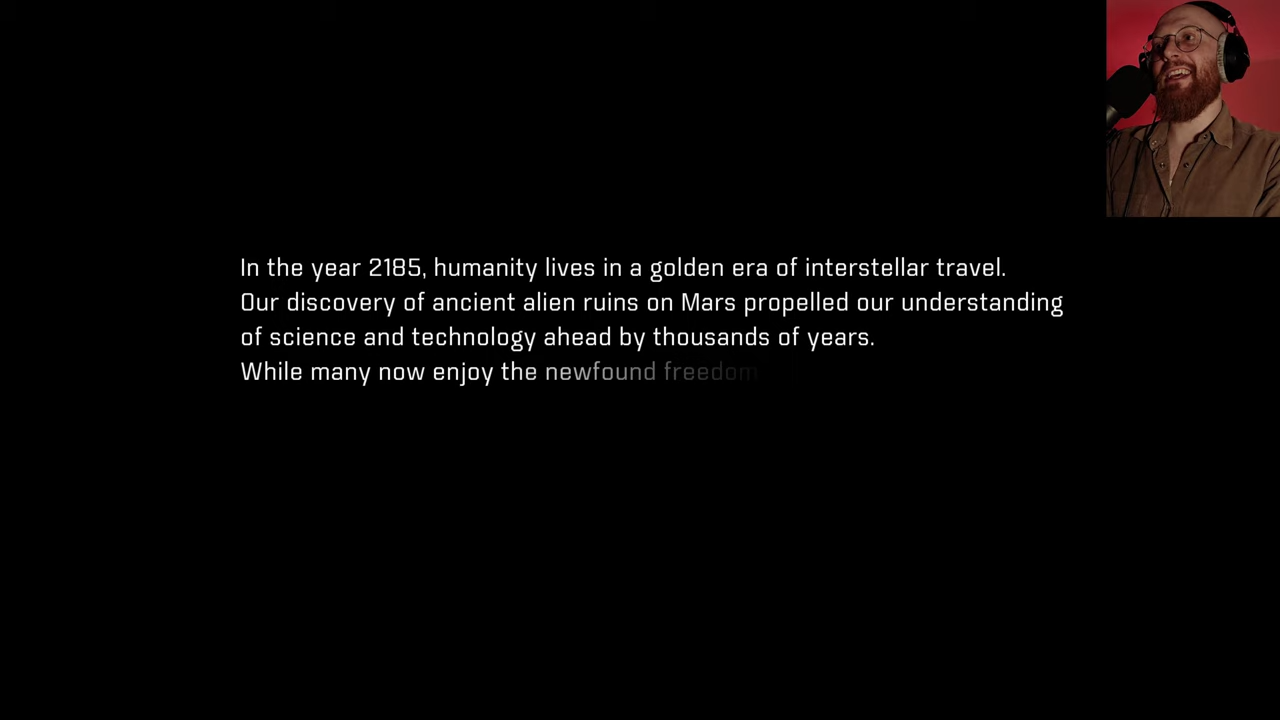 In the year 2185, humanity lives in a golden era of interstellar travel.
Our discovery of ancient alien ruins on Mars propelled our understanding
of science and technology ahead by thousands of years.
While many now enjoy the newfound freedom